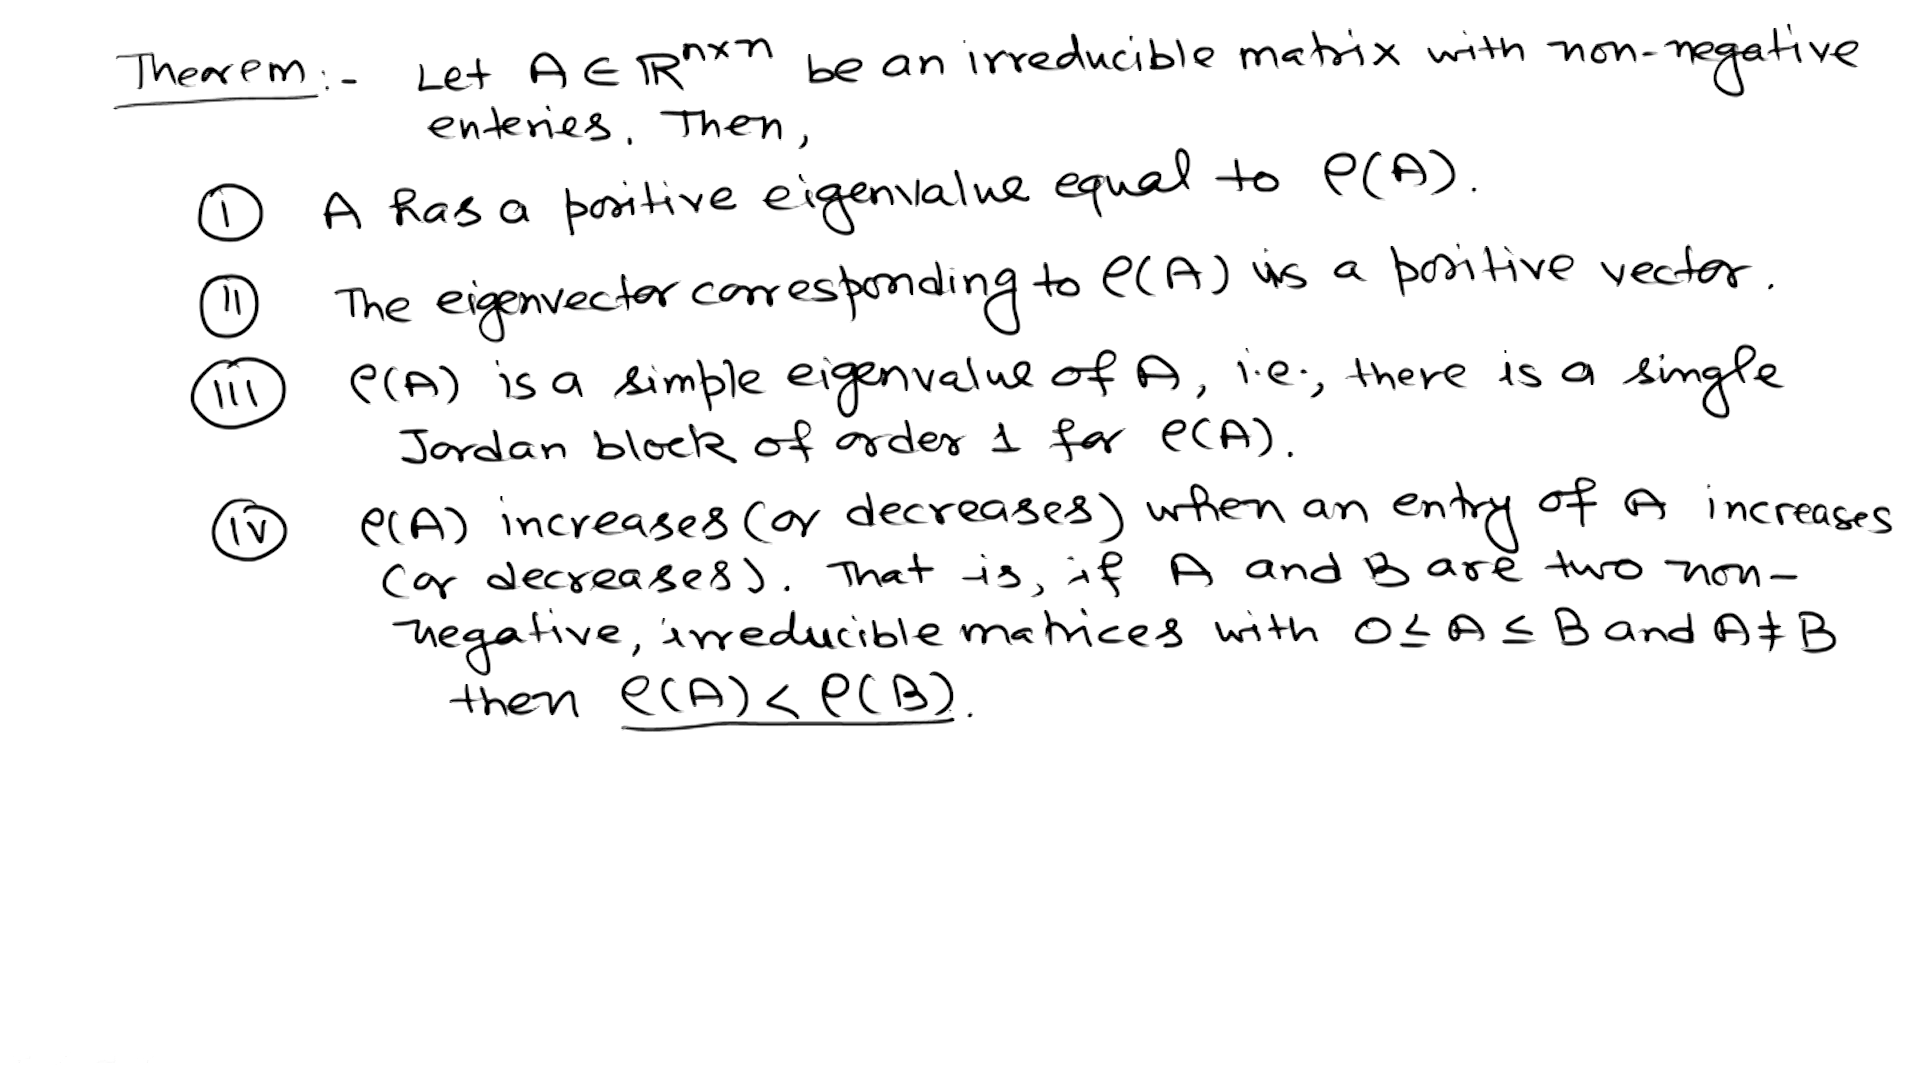 Theorem:- Let A ∈ ℝⁿˣⁿ be an irreducible matrix with non-negative
enteries. Then,
(i) A has a positive eigenvalue equal to ρ(A).
(ii) The eigenvector corresponding to ρ(A) is a positive vector.
(iii) ρ(A) is a simple eigenvalue of A, i.e., there is a single
Jordan block of order 1 for ρ(A).
(iv) ρ(A) increases (or decreases) when an entry of A increases
(or decreases). That is, if A and B are two non-
negative, irreducible matrices with 0 ≤ A ≤ B and A ≠ B
then ρ(A) < ρ(B).